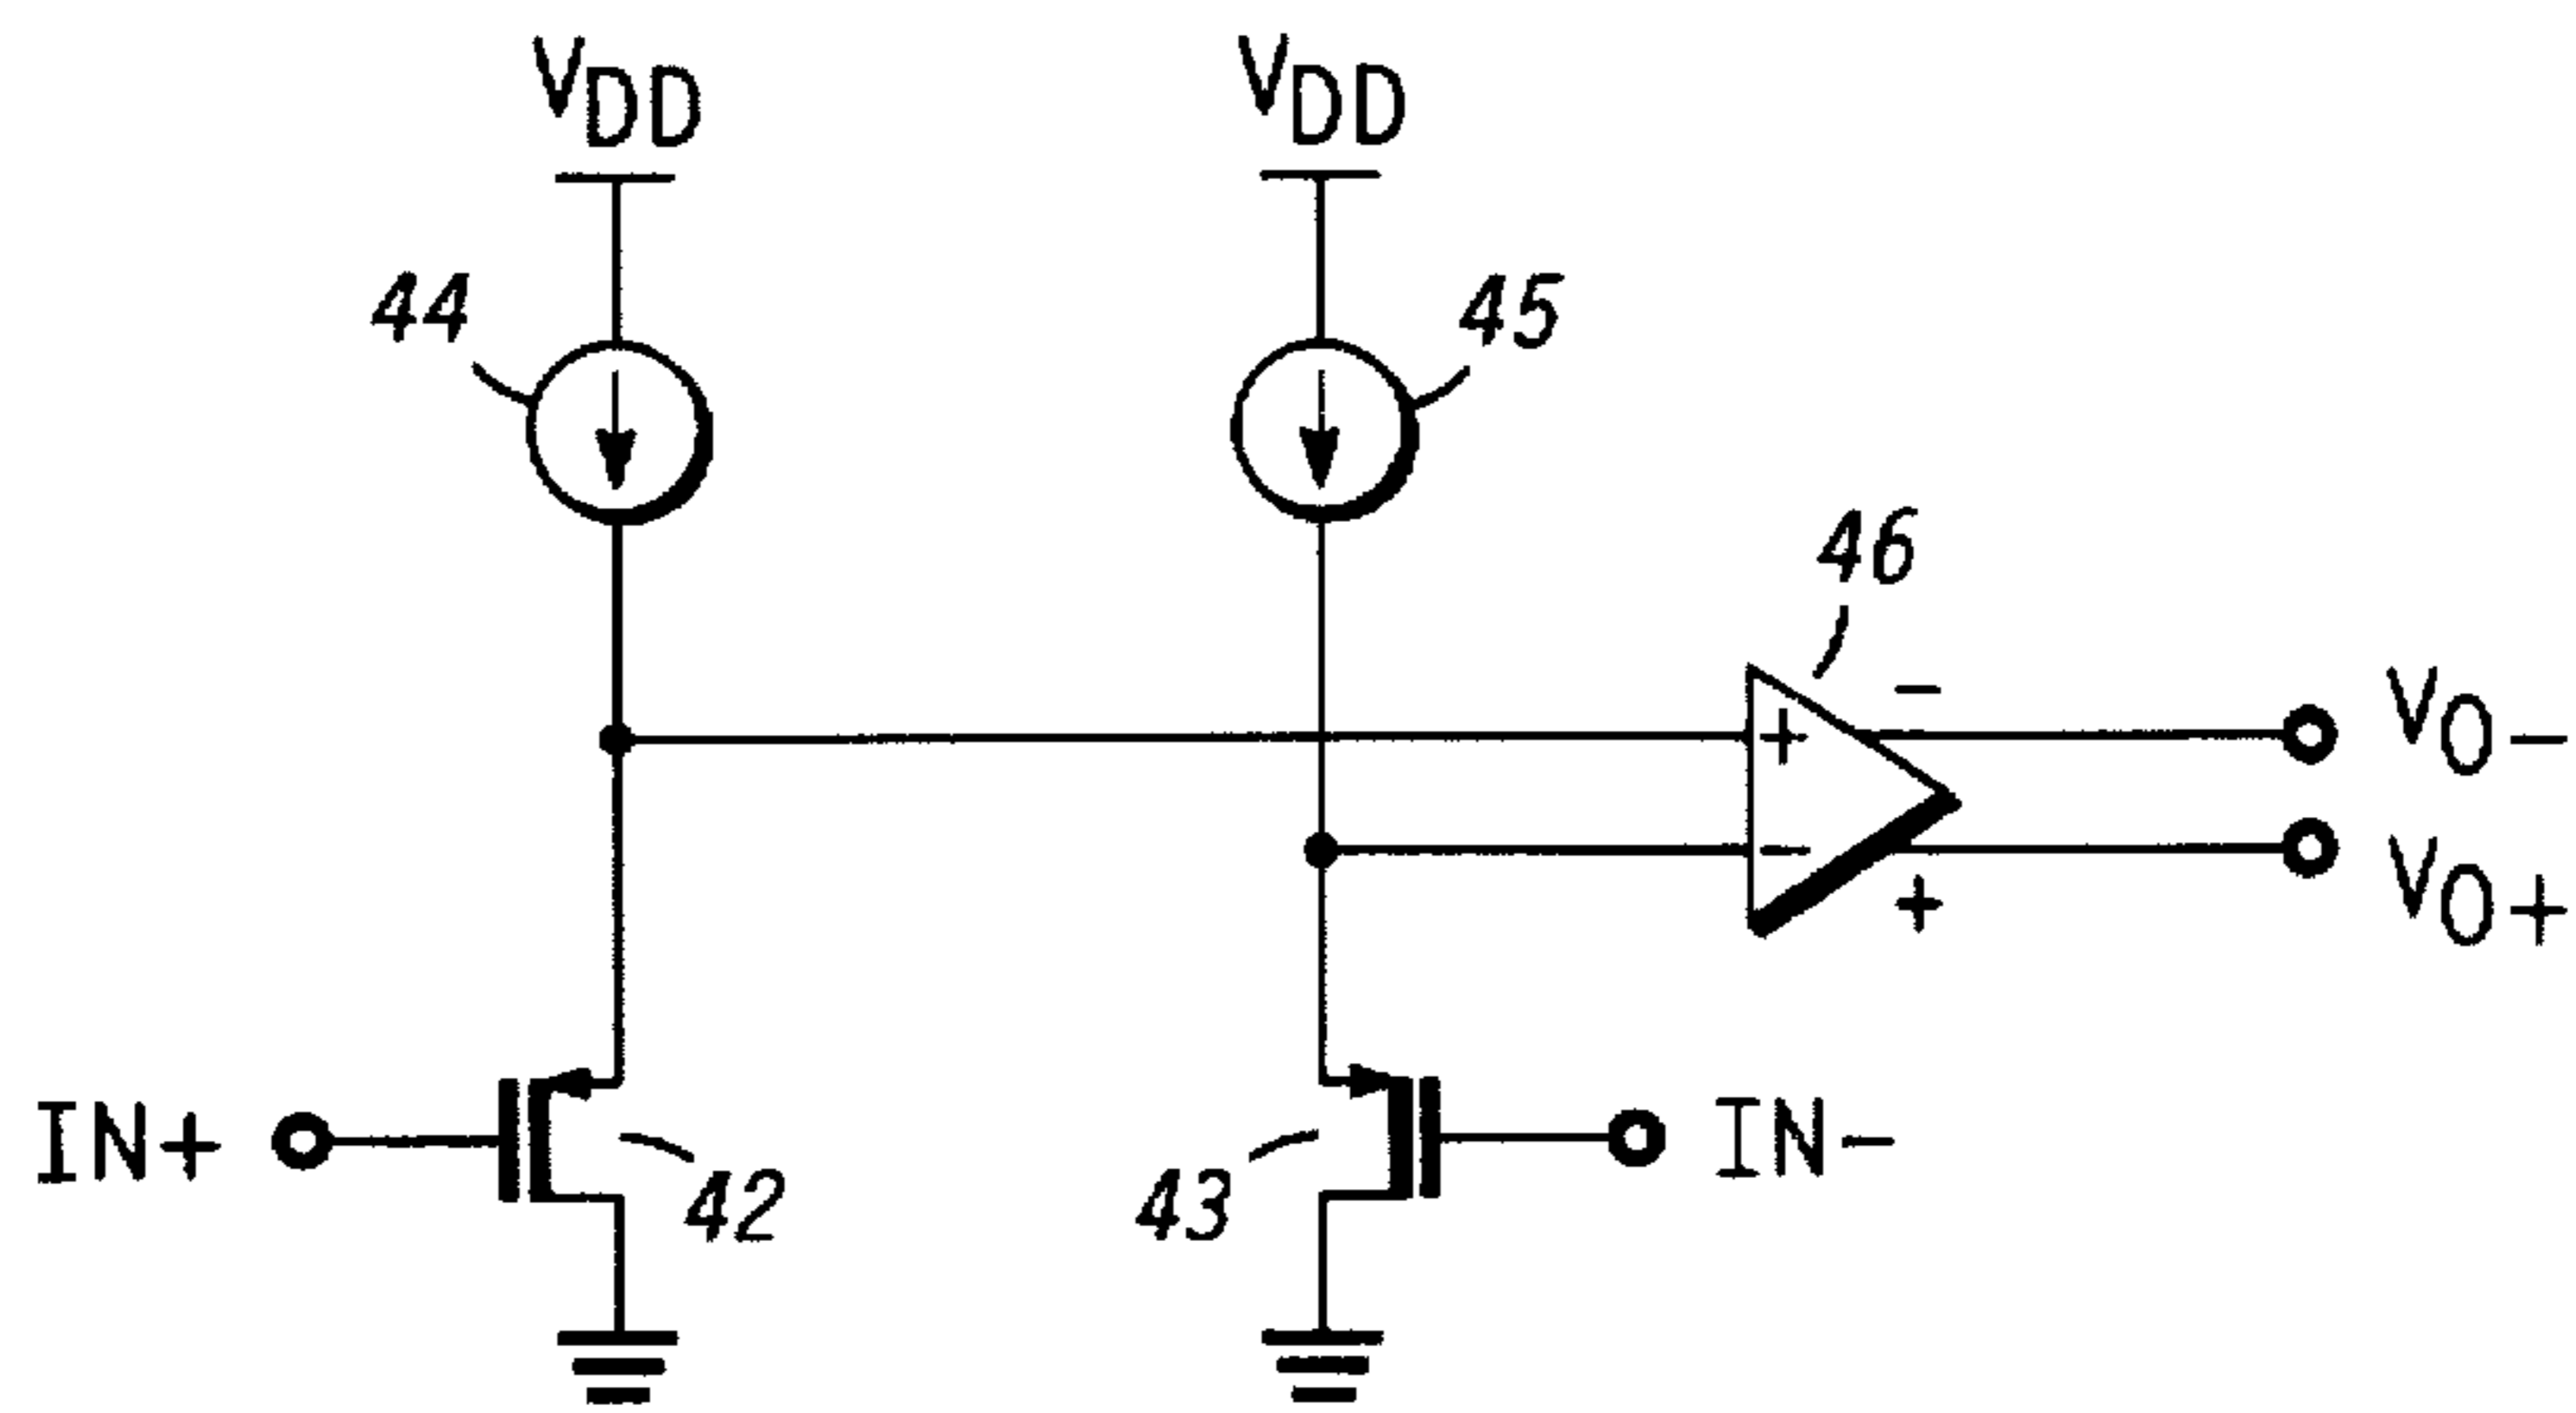 VDD VDD
44 45
46
+ - VO-
- + VO+
IN+ 42 43 IN-